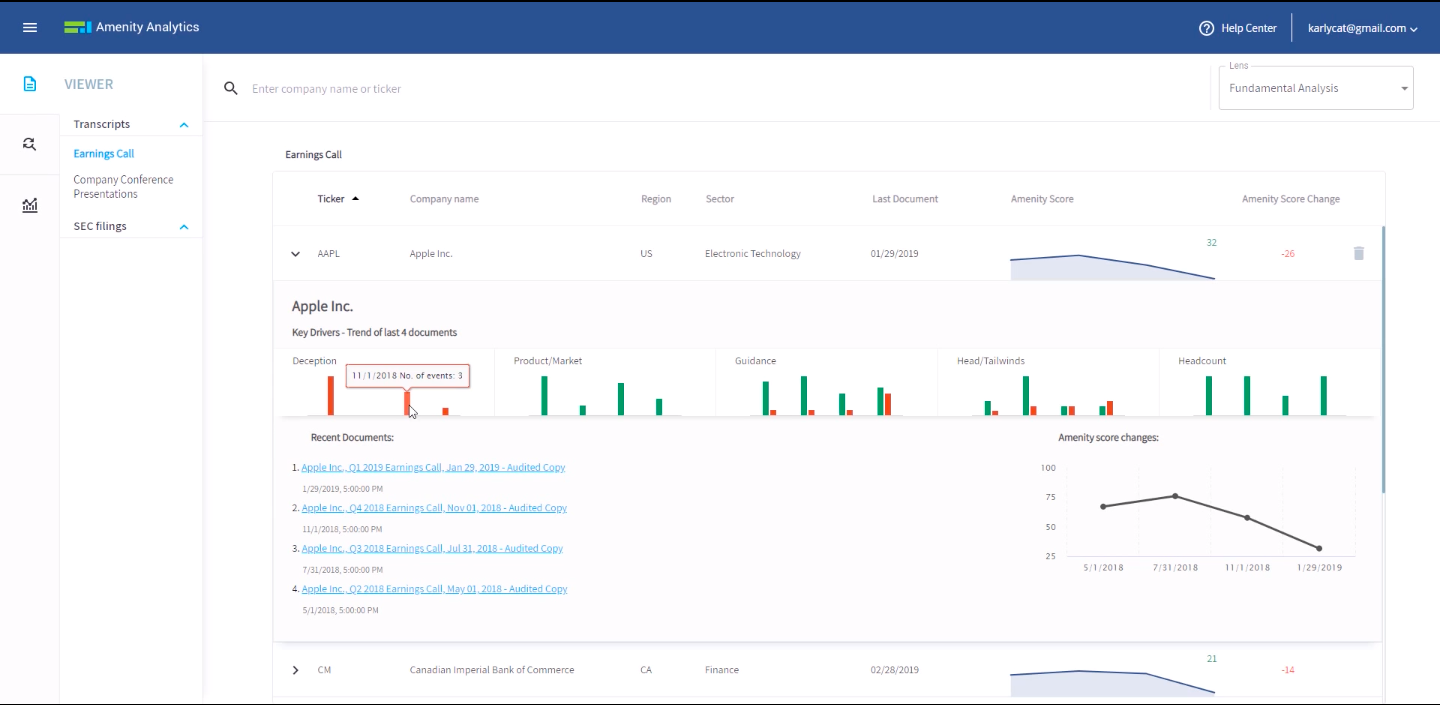 Amenity Analytics
Help Center
karlycat@gmail.com
VIEWER
Enter company name or ticker
Lens
Fundamental Analysis
Transcripts
Earnings Call
Company Conference
Presentations
SEC filings
Earnings Call
Ticker Company name Region Sector Last Document Amenity Score Amenity Score Change
AAPL Apple Inc. US Electronic Technology 01/29/2019 32 -26
Apple Inc.
Key Drivers - Trend of last 4 documents
Deception Product/Market Guidance Head/Tailwinds Headcount
11/1/2018 No. of events: 3
Recent Documents:
1. Apple Inc., Q1 2019 Earnings Call, Jan 29, 2019 - Audited Copy
1/29/2019, 5:00:00 PM
2. Apple Inc., Q4 2018 Earnings Call, Nov 01, 2018 - Audited Copy
11/1/2018, 5:00:00 PM
3. Apple Inc., Q3 2018 Earnings Call, Jul 31, 2018 - Audited Copy
7/31/2018, 5:00:00 PM
4. Apple Inc., Q2 2018 Earnings Call, May 01, 2018 - Audited Copy
5/1/2018, 5:00:00 PM
Amenity score changes:
100
75
50
25
5/1/2018 7/31/2018 11/1/2018 1/29/2019
CM Canadian Imperial Bank of Commerce CA Finance 02/28/2019 21 -14